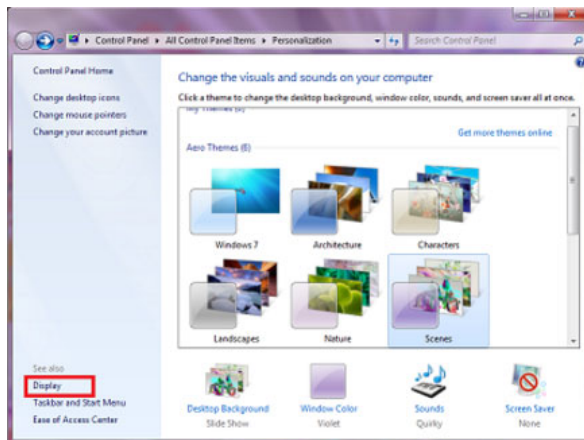 Control Panel ▸ All Control Panel Items ▸ Personalization
Search Control Panel
Control Panel Home
Change desktop icons
Change mouse pointers
Change your account picture
Change the visuals and sounds on your computer
Click a theme to change the desktop background, window color, sounds, and screen saver all at once.
My Themes (2)
Get more themes online
Aero Themes (6)
Windows 7
Architecture
Characters
Landscapes
Nature
Scenes
See also
Display
Taskbar and Start Menu
Ease of Access Center
Desktop Background
Slide Show
Window Color
Violet
Sounds
Quirky
Screen Saver
None